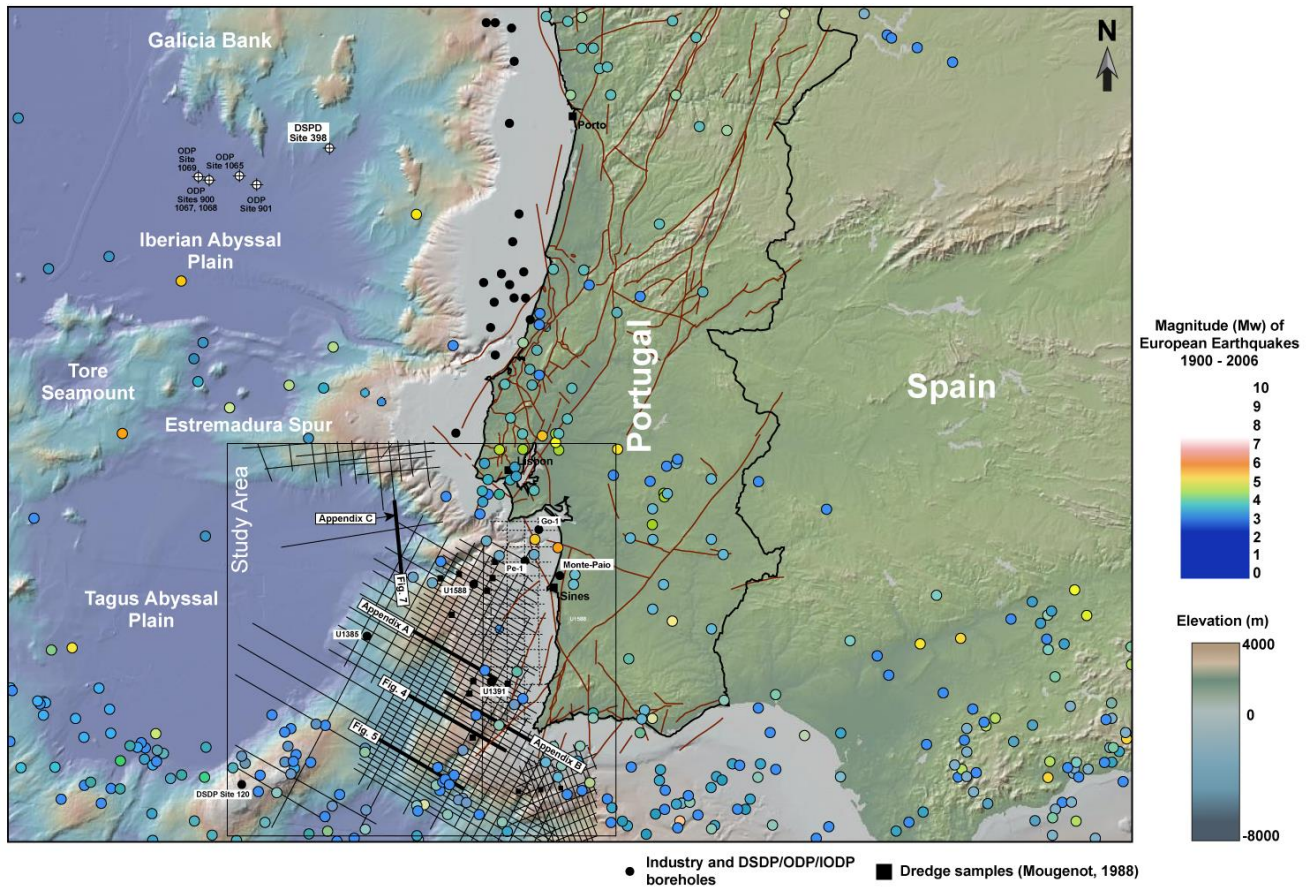 Galicia Bank
N
DSPD
Site 398
Porto
ODP
Site
1069
ODP
Site 1065
ODP
Sites 900
1067, 1068
ODP
Site 901
Iberian Abyssal
Plain
Portugal
Spain
Tore
Seamount
Estremadura Spur
Lisbon
Study Area
Appendix C
Go-1
Fig. 7
Pe-1
Monte-Paio
U1588
Sines
Tagus Abyssal
Plain
Appendix A
U1588
U1385
U1391
Fig. 4
Fig. 5
Appendix B
DSDP Site 120
Magnitude (Mw) of
European Earthquakes
1900 - 2006
10
9
8
7
6
5
4
3
2
1
0
Elevation (m)
4000
0
-8000
Industry and DSDP/ODP/IODP
boreholes
Dredge samples (Mougenot, 1988)